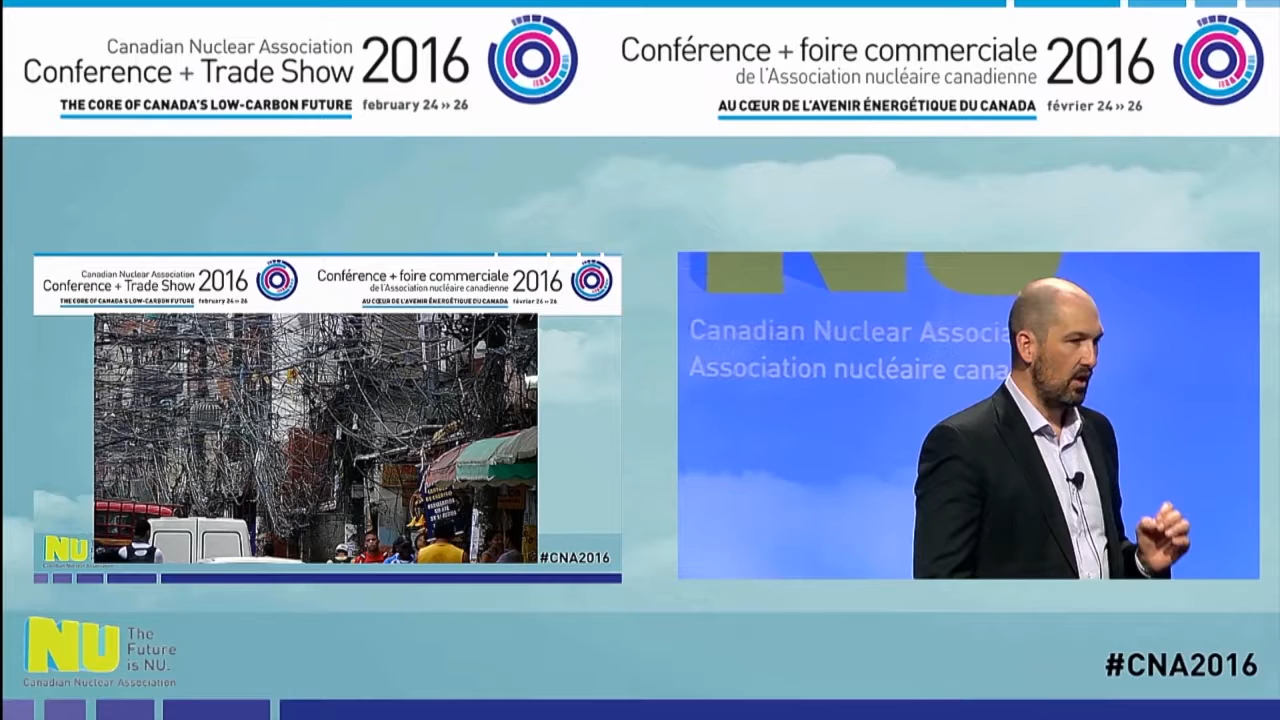 Canadian Nuclear Association
Conference + Trade Show 2016
THE CORE OF CANADA'S LOW-CARBON FUTURE february 24 ›› 26
Conférence + foire commerciale 2016
de l'Association nucléaire canadienne
AU CŒUR DE L'AVENIR ÉNERGÉTIQUE DU CANADA février 24 ›› 26
Canadian Nuclear Association
Conference + Trade Show 2016
THE CORE OF CANADA'S LOW-CARBON FUTURE february 24 ›› 26
Conférence + foire commerciale 2016
de l'Association nucléaire canadienne
AU CŒUR DE L'AVENIR ÉNERGÉTIQUE DU CANADA février 24 ›› 26
NU
Canadian Nuclear Association
#CNA2016
NU
Canadian Nuclear Associa
Association nucléaire cana
NU The Future is NU.
Canadian Nuclear Association
#CNA2016